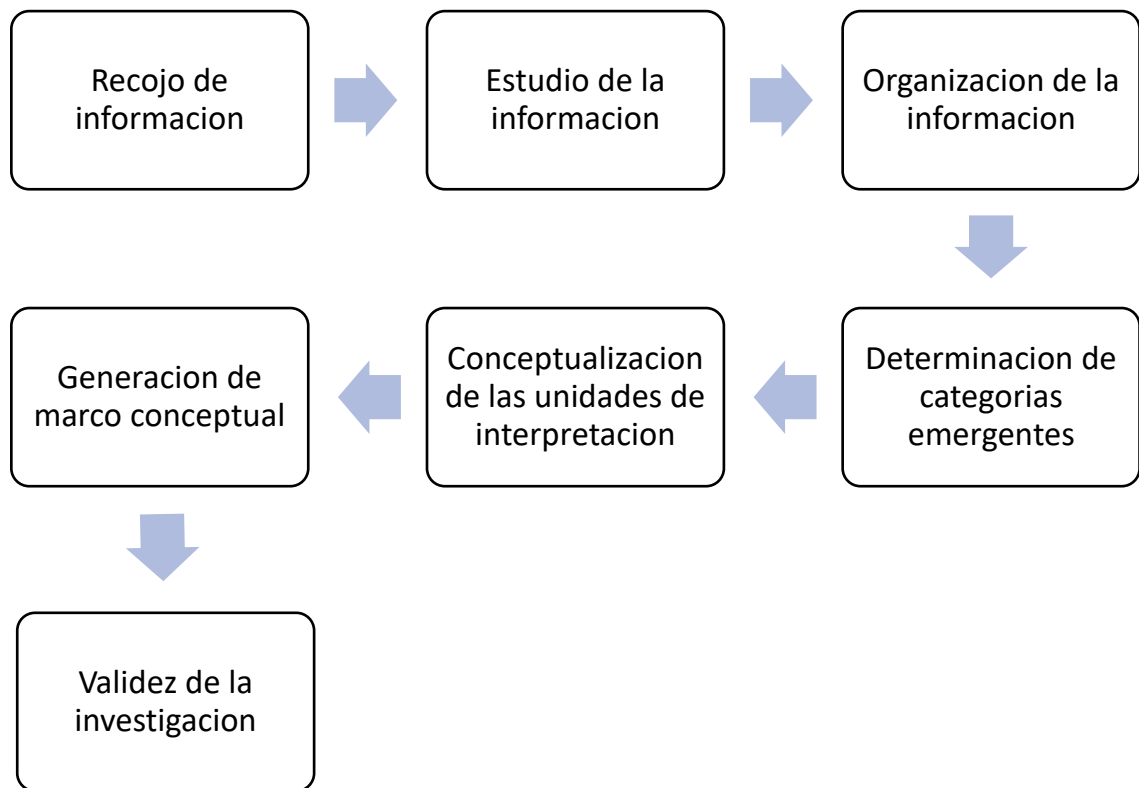 Recojo de
informacion
Estudio de la
informacion
Organizacion de la
informacion
Determinacion de
categorias
emergentes
Conceptualizacion
de las unidades de
interpretacion
Generacion de
marco conceptual
Validez de la
investigacion